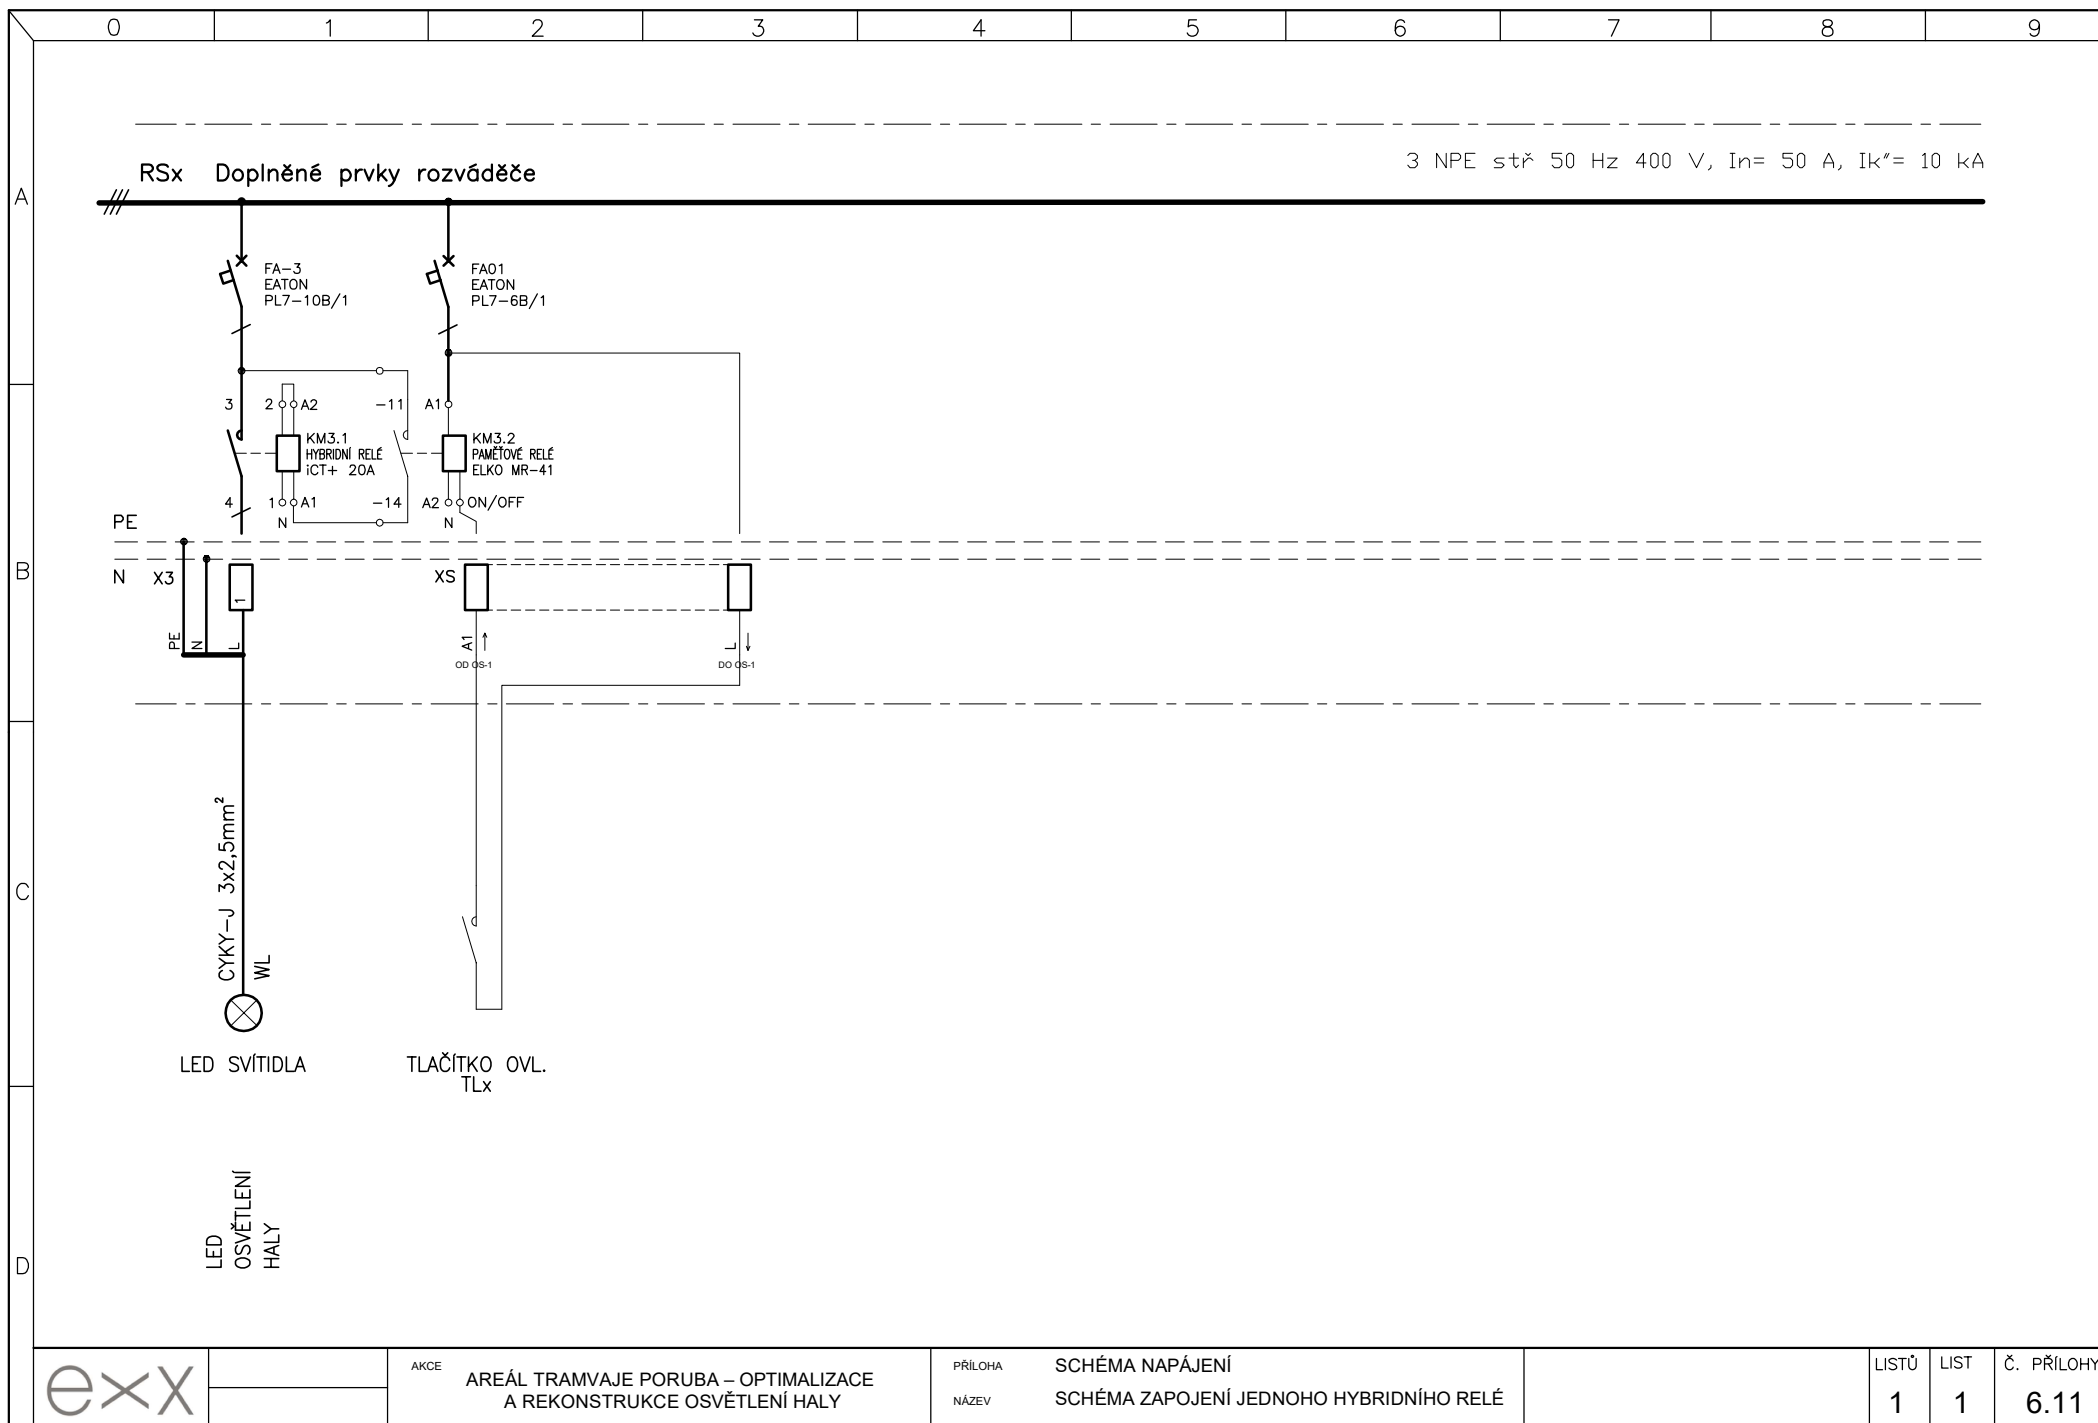 0 1 2 3 4 5 6 7 8 9
RSx Doplněné prvky rozváděče
3 NPE stř 50 Hz 400 V, In= 50 A, Ik"= 10 kA
A
FA-3
EATON
PL7-10B/1
FA01
EATON
PL7-6B/1
3
2 A2
-11
A1
KM3.1
HYBRIDNÍ RELÉ
iCT+ 20A
KM3.2
PAMĚŤOVÉ RELÉ
ELKO MR-41
4
1 A1
N
-14
A2 ON/OFF
N
PE
B
N
X3
1
XS
PE
N
L
A1
OD OS-1
L
DO OS-1
C
CYKY-J 3x2,5mm²
WL
LED SVÍTIDLA
TLAČÍTKO OVL.
TLx
D
LED
OSVĚTLENÍ
HALY
exx
AKCE
AREÁL TRAMVAJE PORUBA – OPTIMALIZACE
A REKONSTRUKCE OSVĚTLENÍ HALY
PŘÍLOHA SCHÉMA NAPÁJENÍ
NÁZEV SCHÉMA ZAPOJENÍ JEDNOHO HYBRIDNÍHO RELÉ
LISTŮ LIST Č. PŘÍLOHY
1 1 6.11